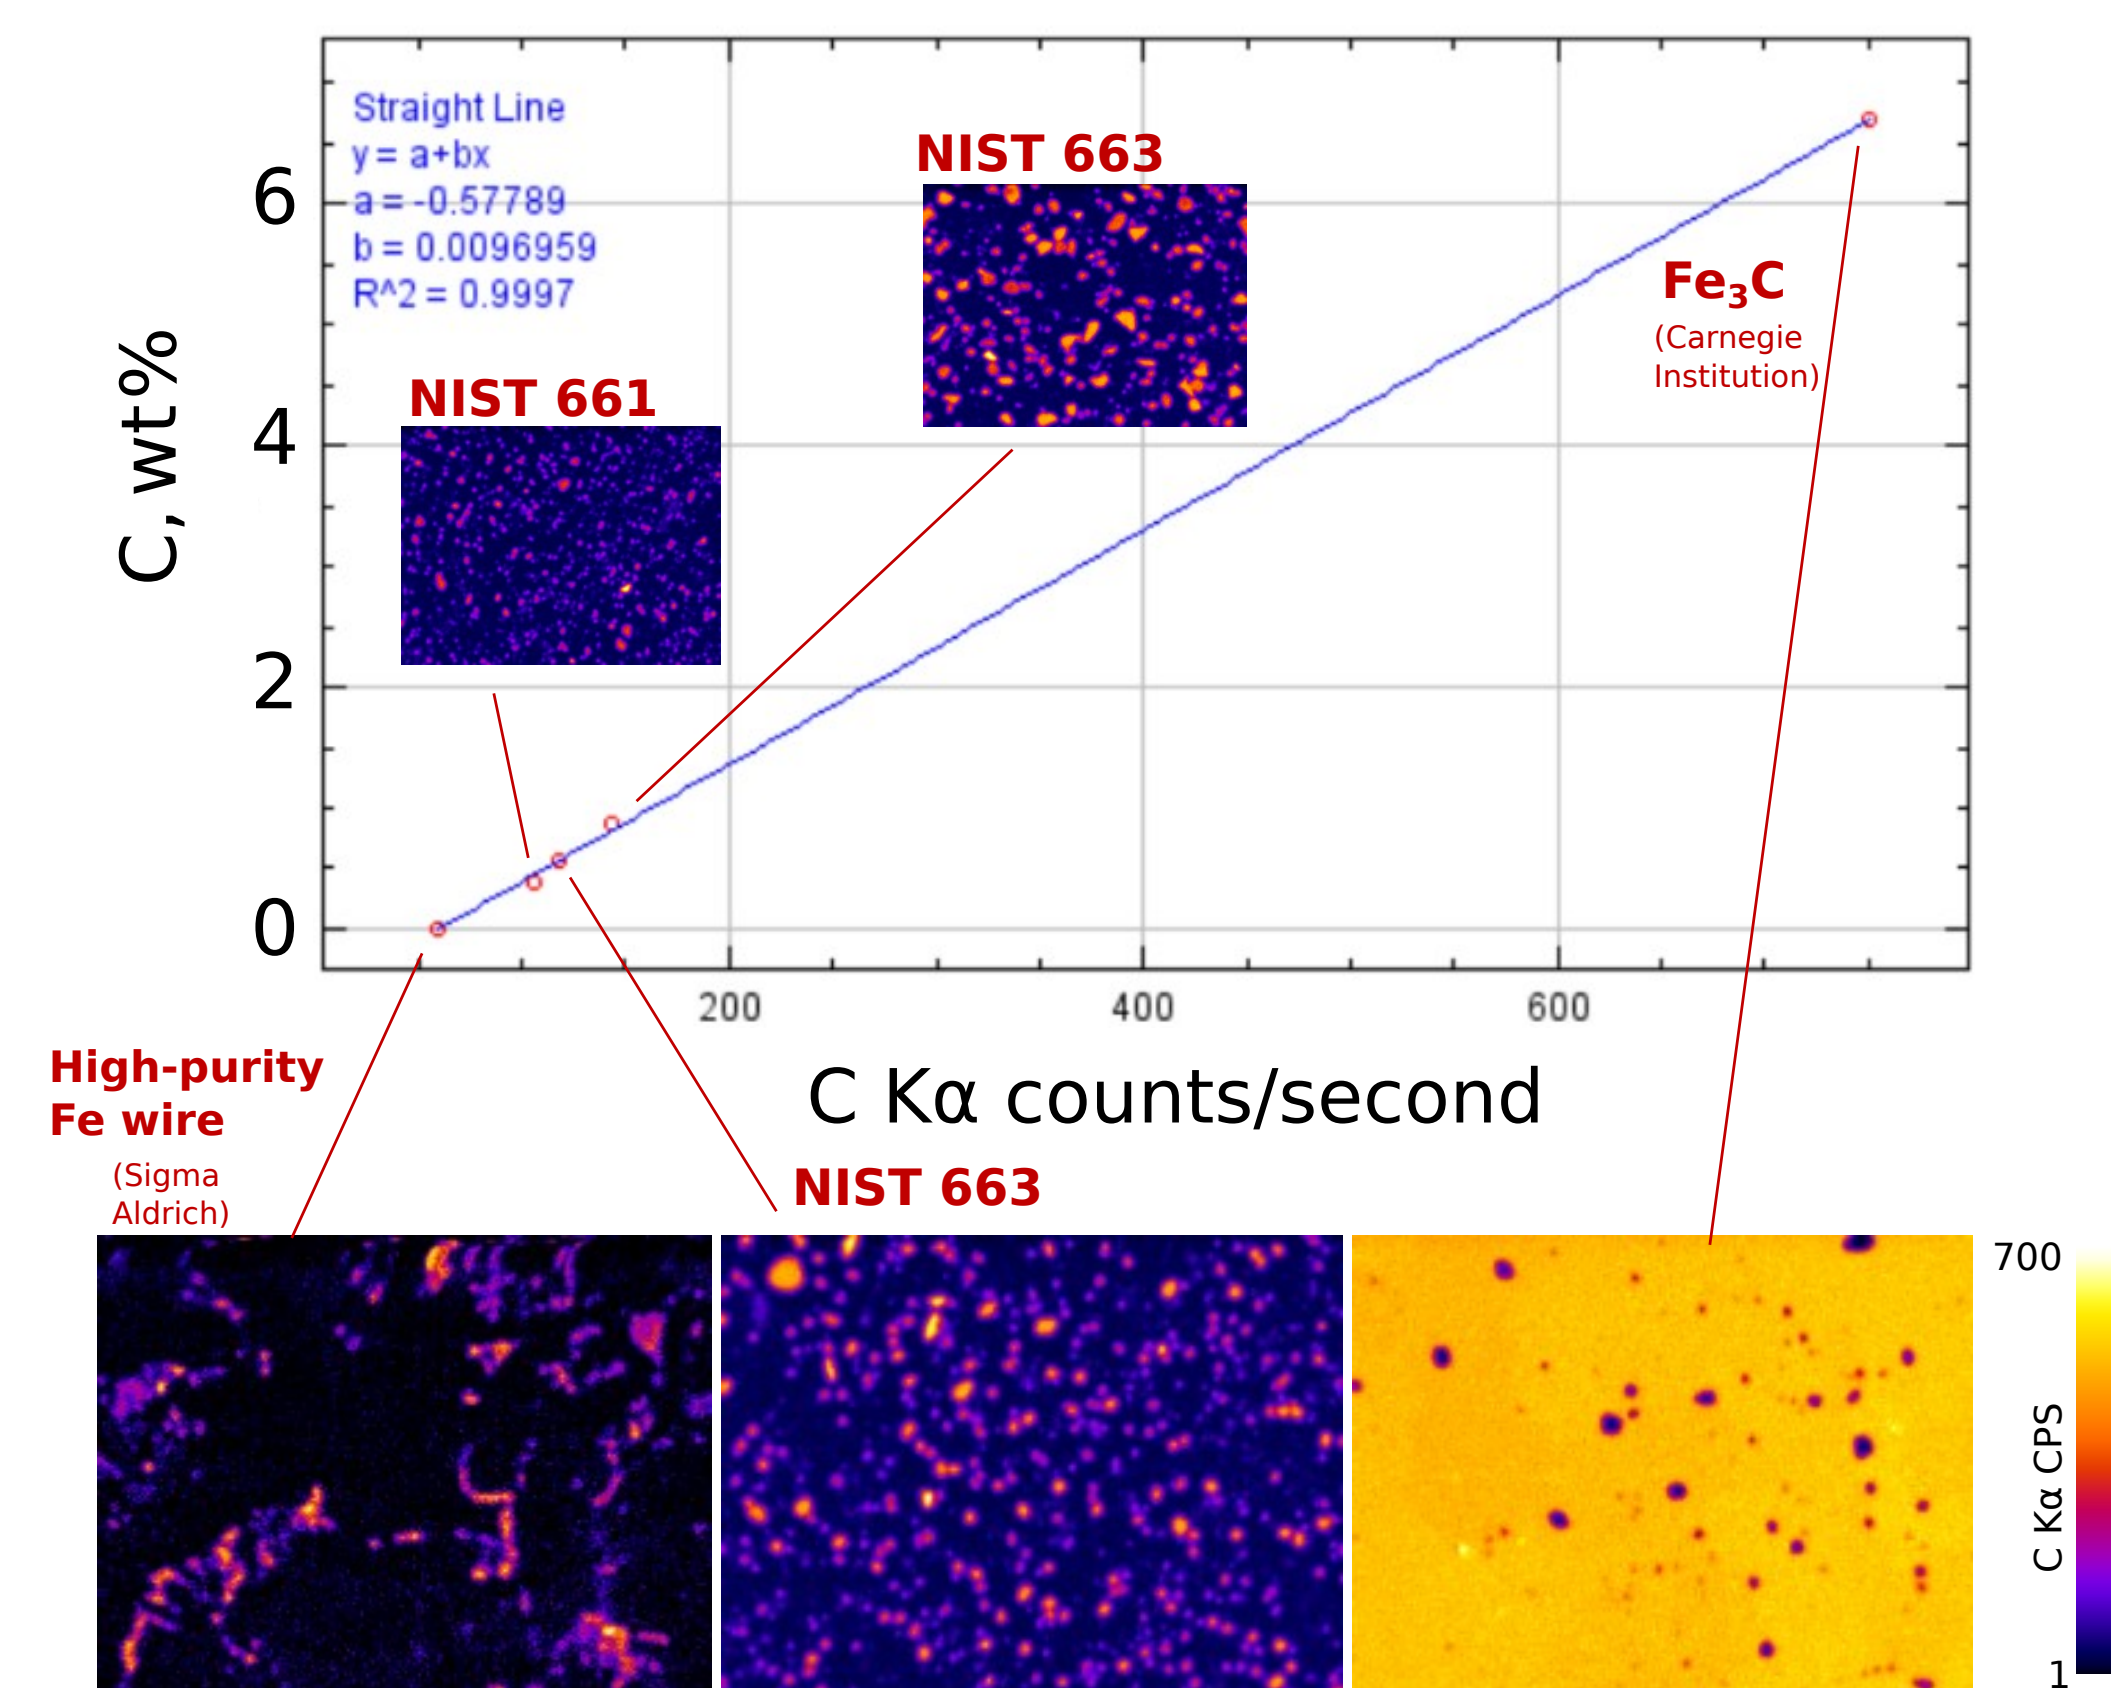 Straight Line
y = a+bx
a = -0.57789
b = 0.0096959
R^2 = 0.9997
NIST 663
NIST 661
Fe₃C
(Carnegie
Institution)
C, wt%
6
4
2
0
200
400
600
C Kα counts/second
High-purity
Fe wire
(Sigma
Aldrich)
NIST 663
700
C Kα CPS
1